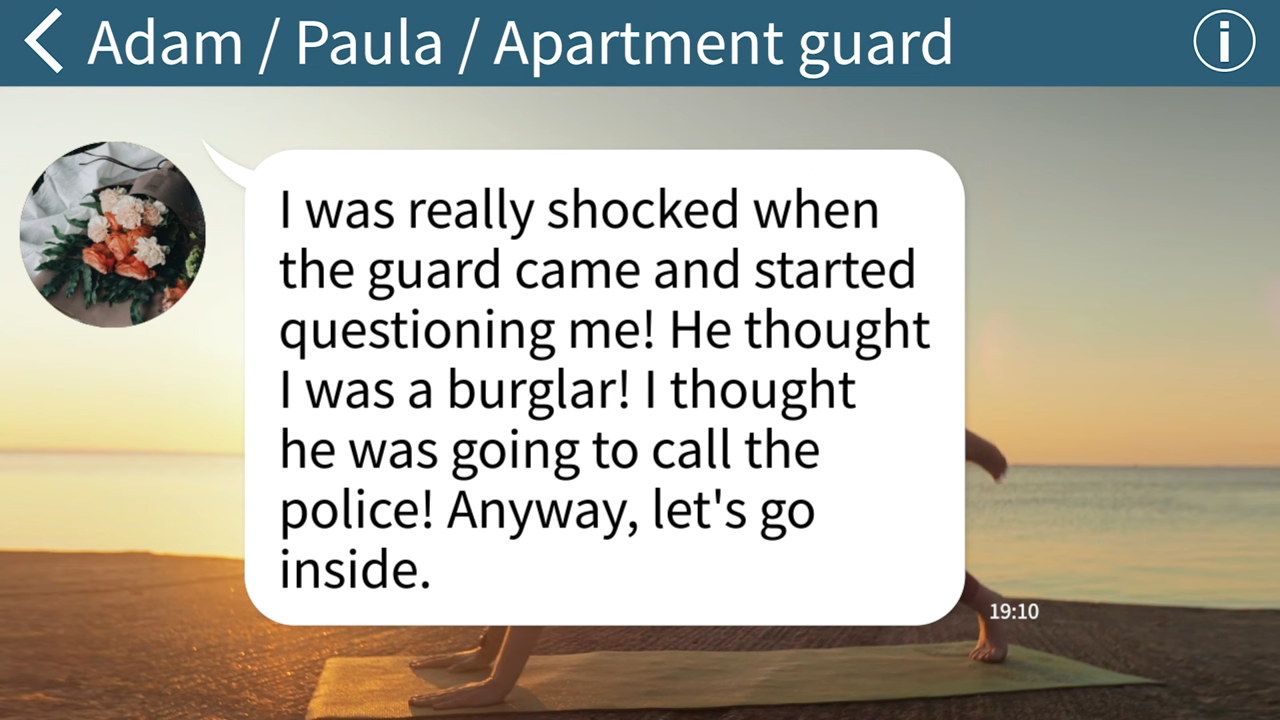 Adam / Paula / Apartment guard
I was really shocked when
the guard came and started
questioning me! He thought
I was a burglar! I thought
he was going to call the
police! Anyway, let's go
inside.
19:10